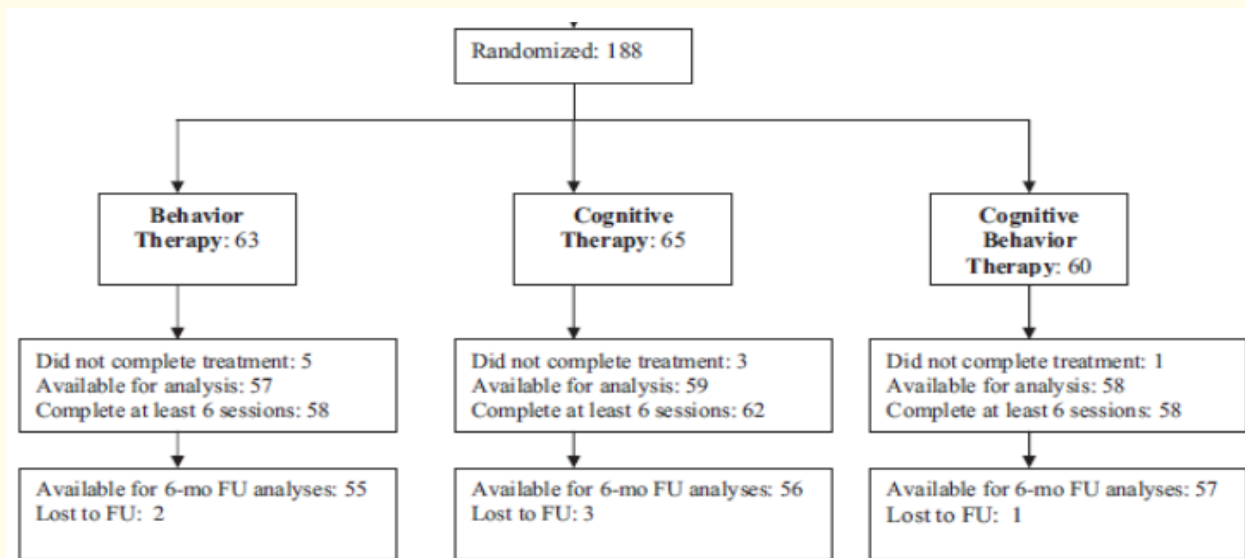 Randomized: 188
Behavior
Therapy: 63
Cognitive
Therapy: 65
Cognitive
Behavior
Therapy: 60
Did not complete treatment: 5
Available for analysis: 57
Complete at least 6 sessions: 58
Did not complete treatment: 3
Available for analysis: 59
Complete at least 6 sessions: 62
Did not complete treatment: 1
Available for analysis: 58
Complete at least 6 sessions: 58
Available for 6-mo FU analyses: 55
Lost to FU: 2
Available for 6-mo FU analyses: 56
Lost to FU: 3
Available for 6-mo FU analyses: 57
Lost to FU: 1